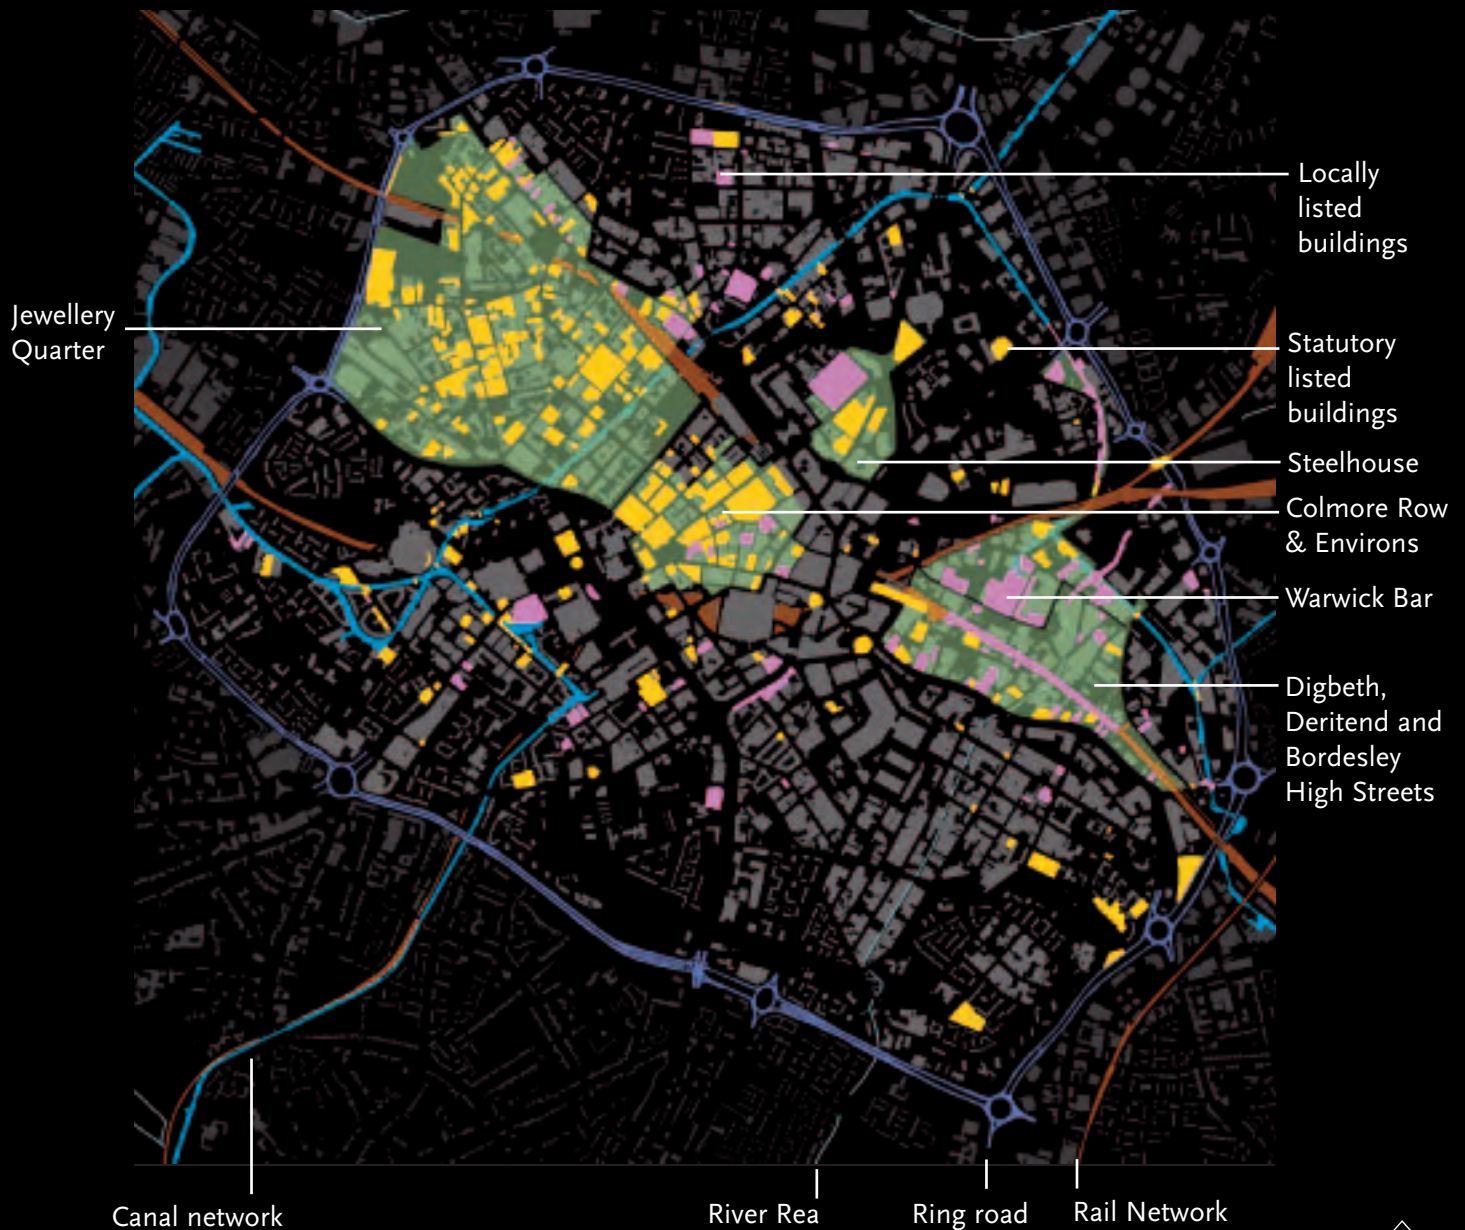 Locally
listed
buildings
Jewellery
Quarter
Statutory
listed
buildings
Steelhouse
Colmore Row
& Environs
Warwick Bar
Digbeth,
Deritend and
Bordesley
High Streets
Canal network
River Rea
Ring road
Rail Network